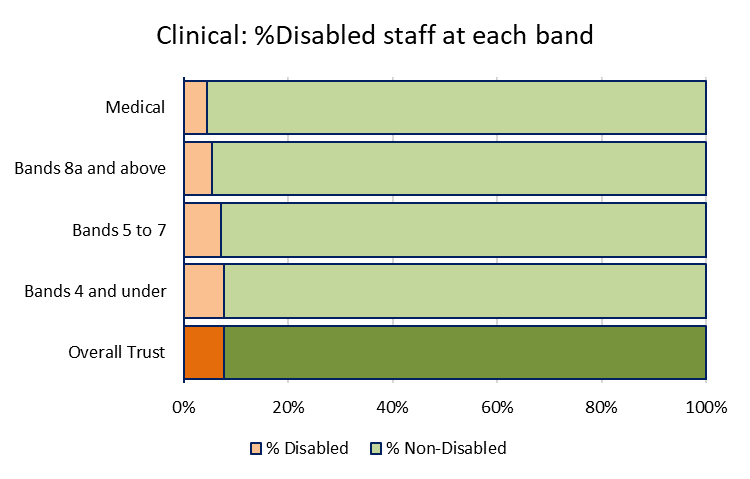 Clinical: %Disabled staff at each band
Medical
Bands 8a and above
Bands 5 to 7
Bands 4 and under
Overall Trust
0% 20% 40% 60% 80% 100%
% Disabled % Non-Disabled